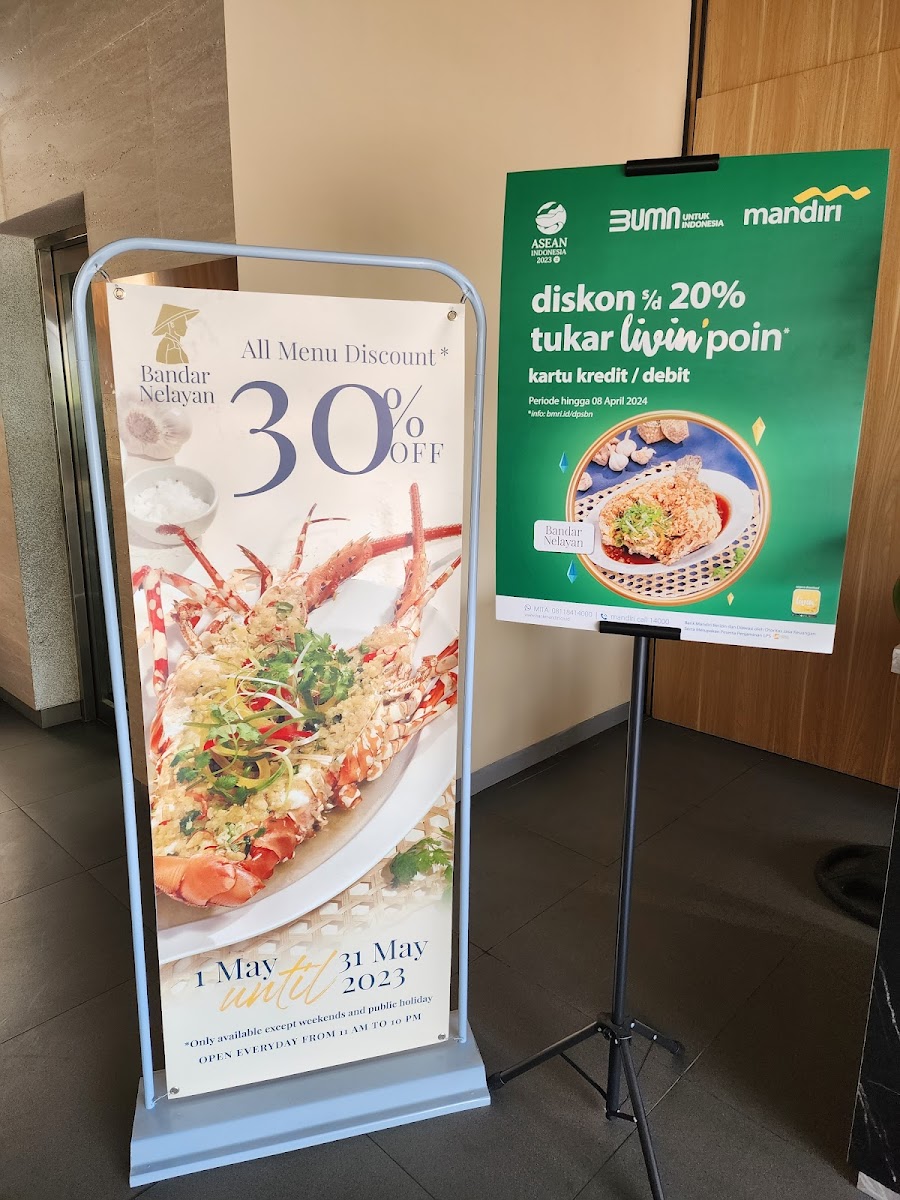 Bandar
Nelayan
All Menu Discount*
30%
OFF
1 May
until
31 May
2023
*Only available except weekends and public holiday
OPEN EVERYDAY FROM 11 AM TO 10 PM
ASEAN
INDONESIA
2023
BUMN UNTUK
INDONESIA
mandiri
diskon s/d 20%
tukar livin' poin*
kartu kredit / debit
Periode hingga 08 April 2024
*info: bmri.id/dpsbn
Bandar
Nelayan
mandiri call 14000